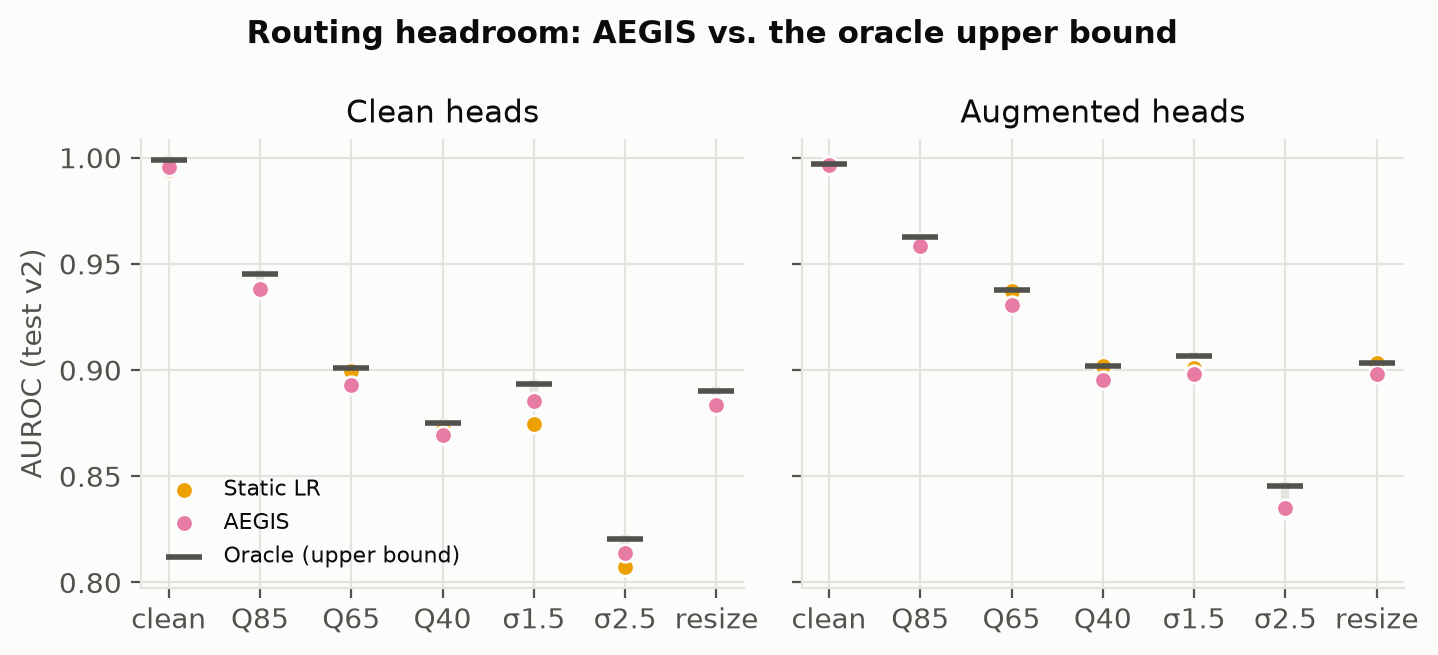 Routing headroom: AEGIS vs. the oracle upper bound
Clean heads
Augmented heads
AUROC (test v2)
1.00
0.95
0.90
0.85
0.80
Static LR
AEGIS
Oracle (upper bound)
clean Q85 Q65 Q40 σ1.5 σ2.5 resize
clean Q85 Q65 Q40 σ1.5 σ2.5 resize